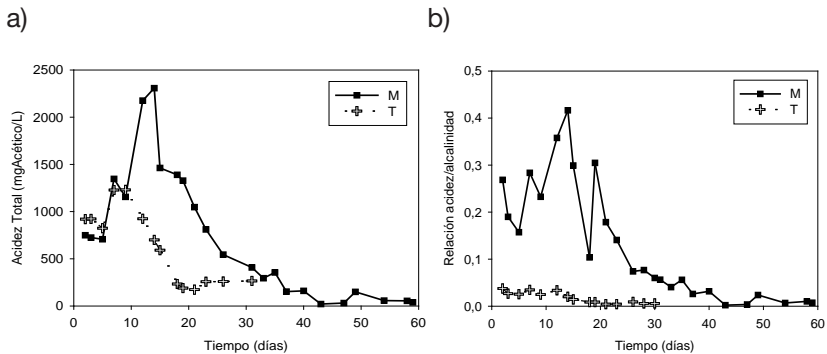 a)
b)
Acidez Total (mgAcético/L)
2500
2000
1500
1000
500
0
0 10 20 30 40 50 60
Tiempo (días)
M
T
Relación acidez/alcalinidad
0,5
0,4
0,3
0,2
0,1
0,0
0 10 20 30 40 50 60
Tiempo (días)
M
T